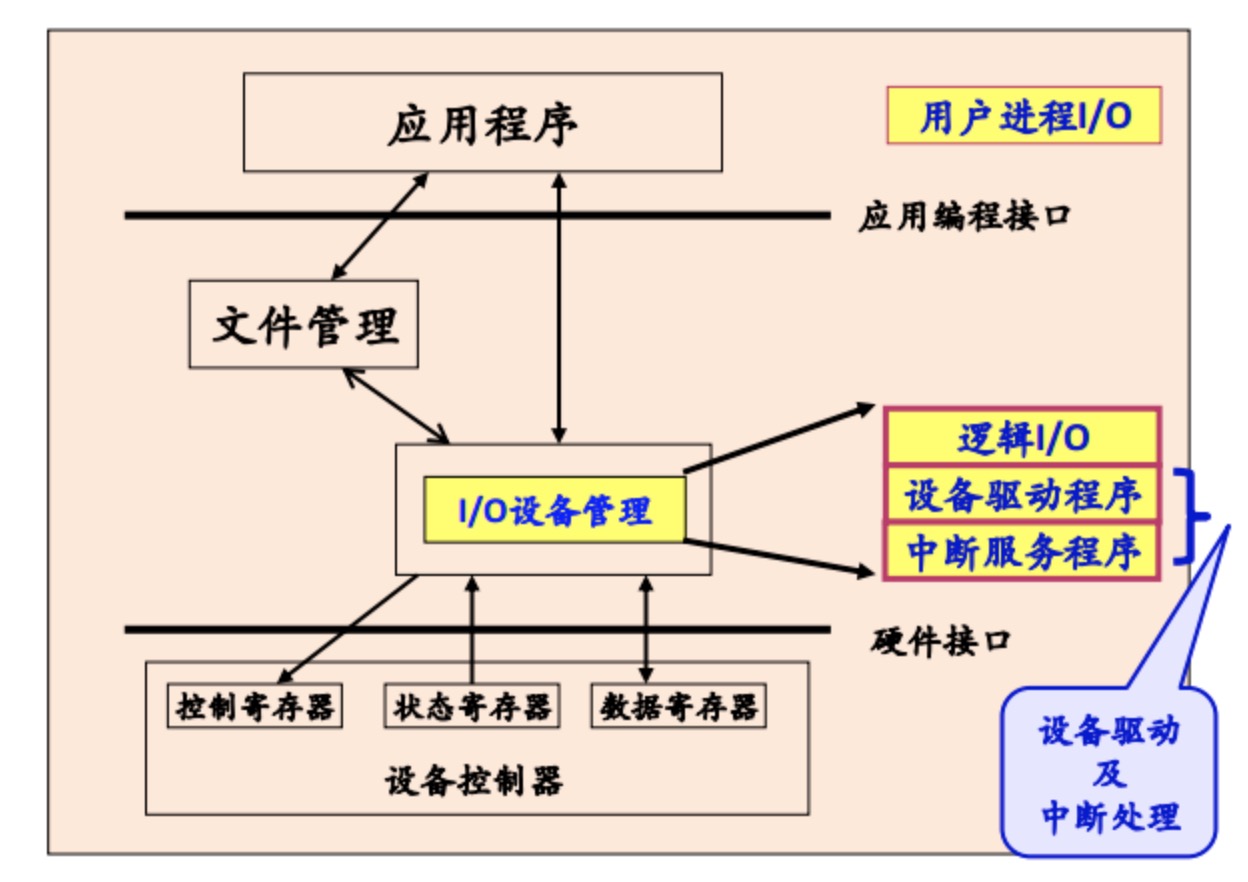 应用程序
用户进程I/O
应用编程接口
文件管理
逻辑I/O
I/O设备管理
设备驱动程序
中断服务程序
硬件接口
控制寄存器
状态寄存器
数据寄存器
设备控制器
设备驱动
及
中断处理